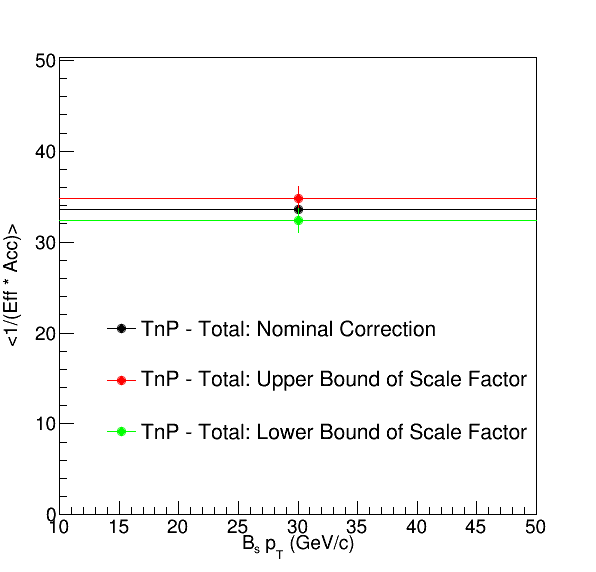 50
40
30
20
10
0
<1/(Eff * Acc)>
TnP - Total: Nominal Correction
TnP - Total: Upper Bound of Scale Factor
TnP - Total: Lower Bound of Scale Factor
10 15 20 25 30 35 40 45 50
Bs pT (GeV/c)